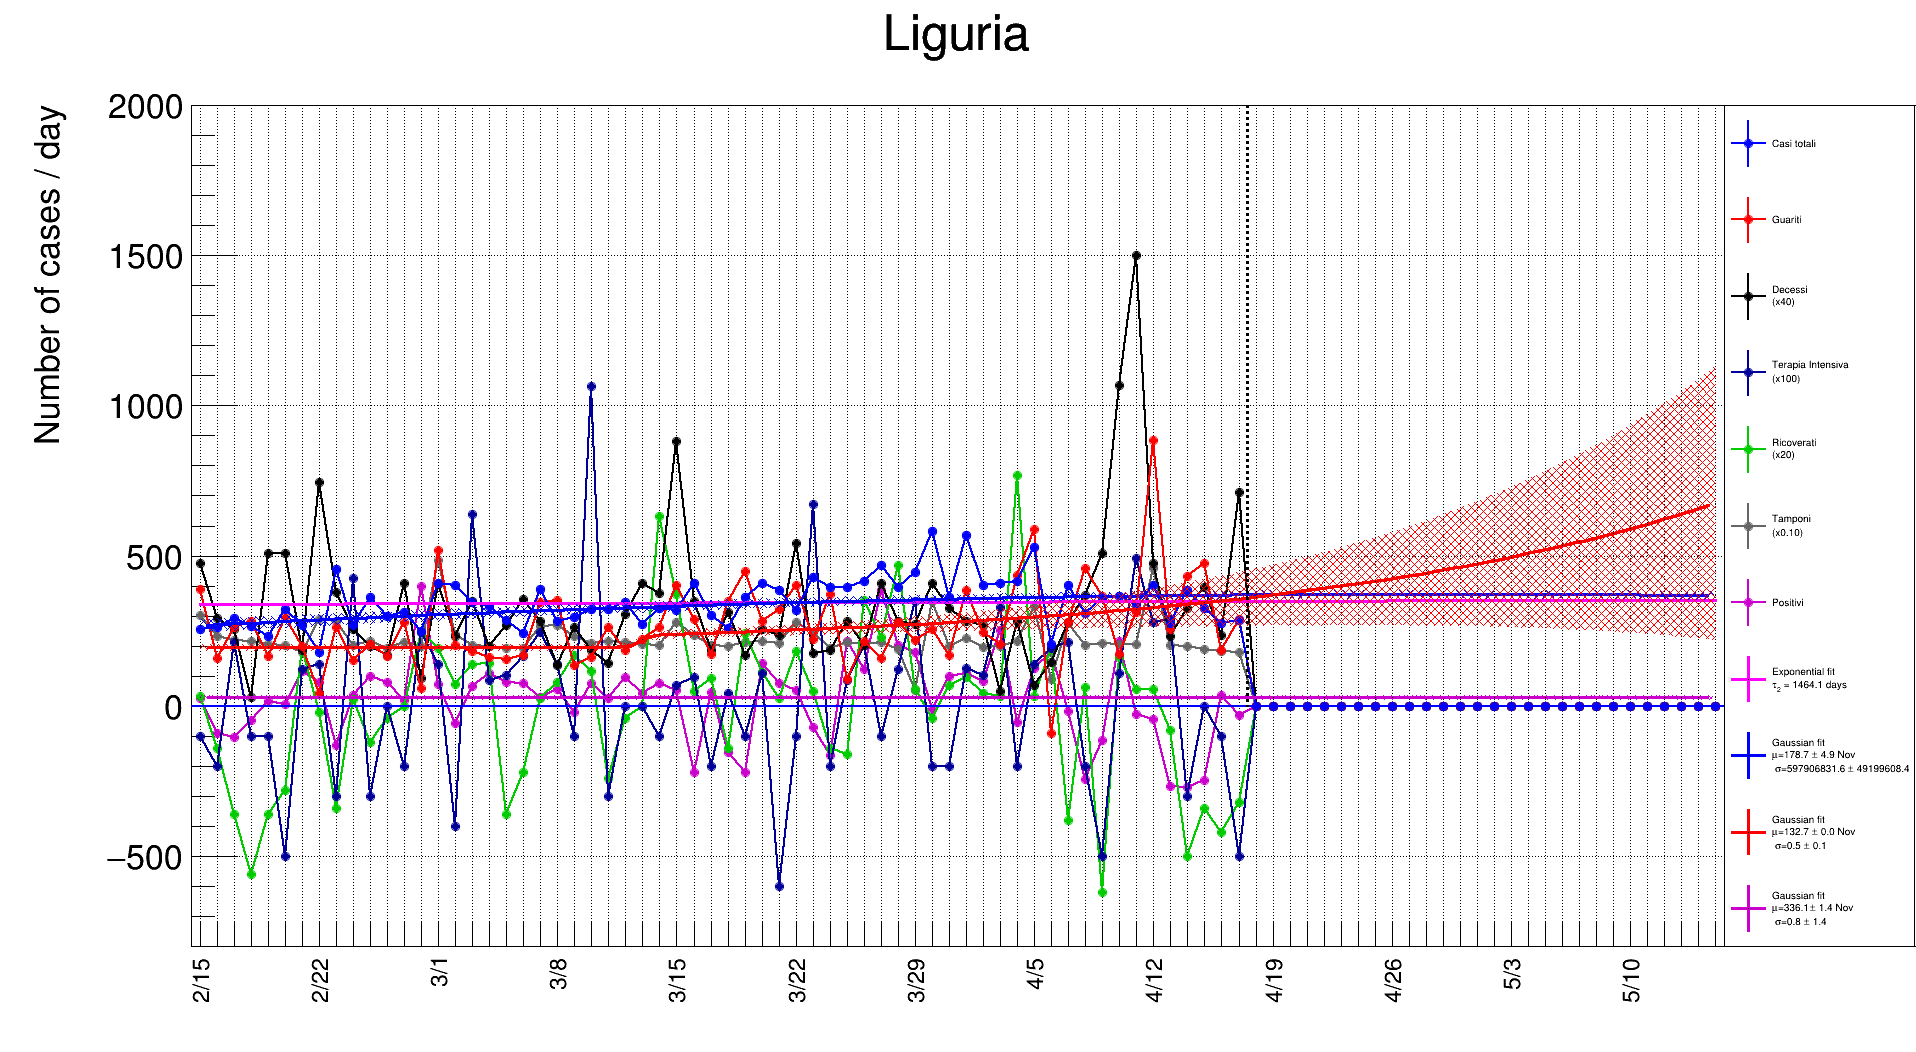 Liguria
Number of cases / day
2000
1500
1000
500
0
−500
2/15
2/22
3/1
3/8
3/15
3/22
3/29
4/5
4/12
4/19
4/26
5/3
5/10
Casi totali
Guariti
Decessi
(x40)
Terapia Intensiva
(x100)
Ricoverati
(x20)
Tamponi
(x0.10)
Positivi
Exponential fit
τ2 = 1464.1 days
Gaussian fit
μ=178.7 ± 4.9 Nov
σ=597906831.6 ± 49199608.4
Gaussian fit
μ=132.7 ± 0.0 Nov
σ=0.5 ± 0.1
Gaussian fit
μ=336.1± 1.4 Nov
σ=0.8 ± 1.4